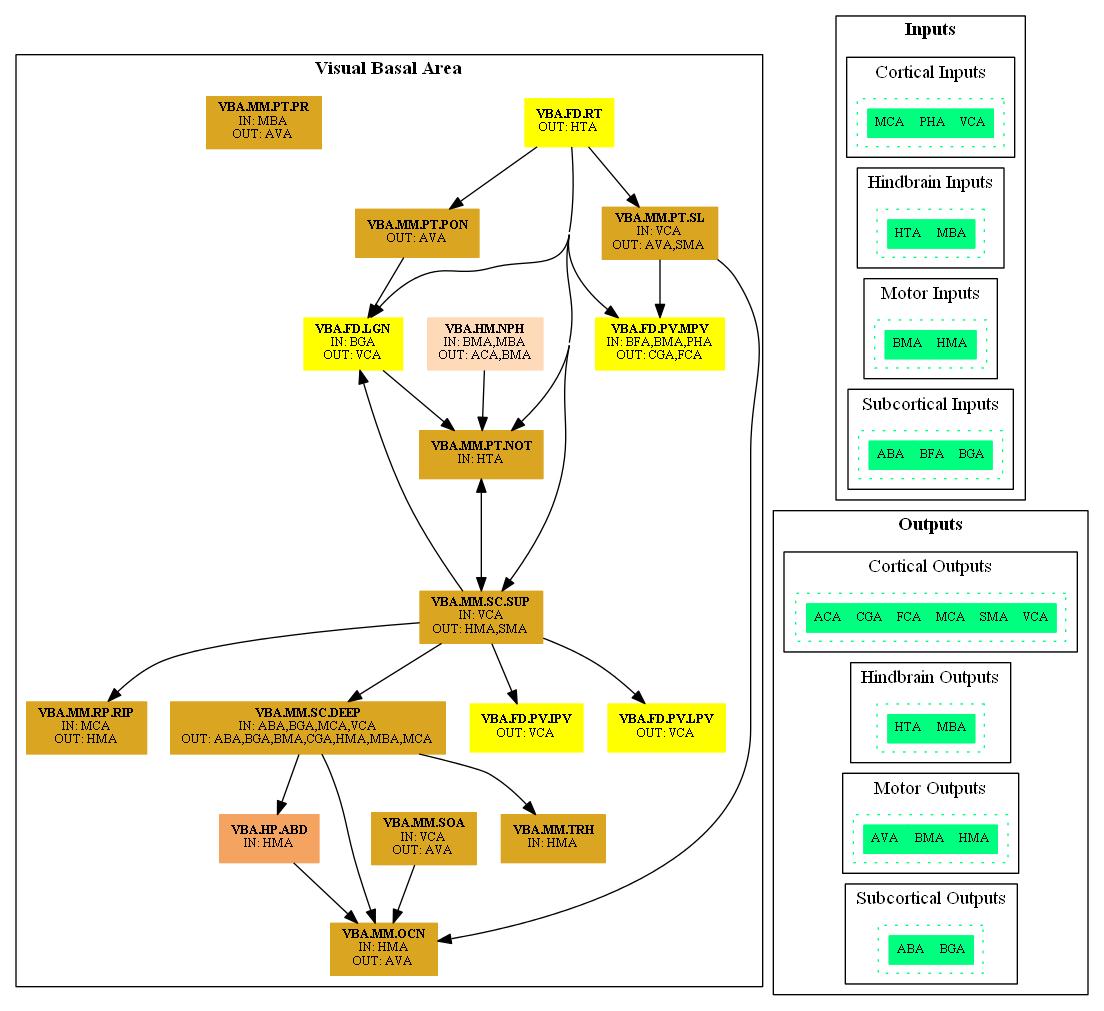 Visual Basal Area
VBA.MM.PT.PR
IN: MBA
OUT: AVA
VBA.FD.RT
OUT: HTA
VBA.MM.PT.PON
OUT: AVA
VBA.MM.PT.SL
IN: VCA
OUT: AVA,SMA
VBA.FD.LGN
IN: BGA
OUT: VCA
VBA.HM.NPH
IN: BMA,MBA
OUT: ACA,BMA
VBA.FD.PV.MPV
IN: BFA,BMA,PHA
OUT: CGA,FCA
VBA.MM.PT.NOT
IN: HTA
VBA.MM.SC.SUP
IN: VCA
OUT: HMA,SMA
VBA.MM.RP.RIP
IN: MCA
OUT: HMA
VBA.MM.SC.DEEP
IN: ABA,BGA,MCA,VCA
OUT: ABA,BGA,BMA,CGA,HMA,MBA,MCA
VBA.FD.PV.IPV
OUT: VCA
VBA.FD.PV.LPV
OUT: VCA
VBA.HP.ABD
IN: HMA
VBA.MM.SOA
IN: VCA
OUT: AVA
VBA.MM.TRH
IN: HMA
VBA.MM.OCN
IN: HMA
OUT: AVA
Inputs
Cortical Inputs
MCA PHA VCA
Hindbrain Inputs
HTA MBA
Motor Inputs
BMA HMA
Subcortical Inputs
ABA BFA BGA
Outputs
Cortical Outputs
ACA CGA FCA MCA SMA VCA
Hindbrain Outputs
HTA MBA
Motor Outputs
AVA BMA HMA
Subcortical Outputs
ABA BGA